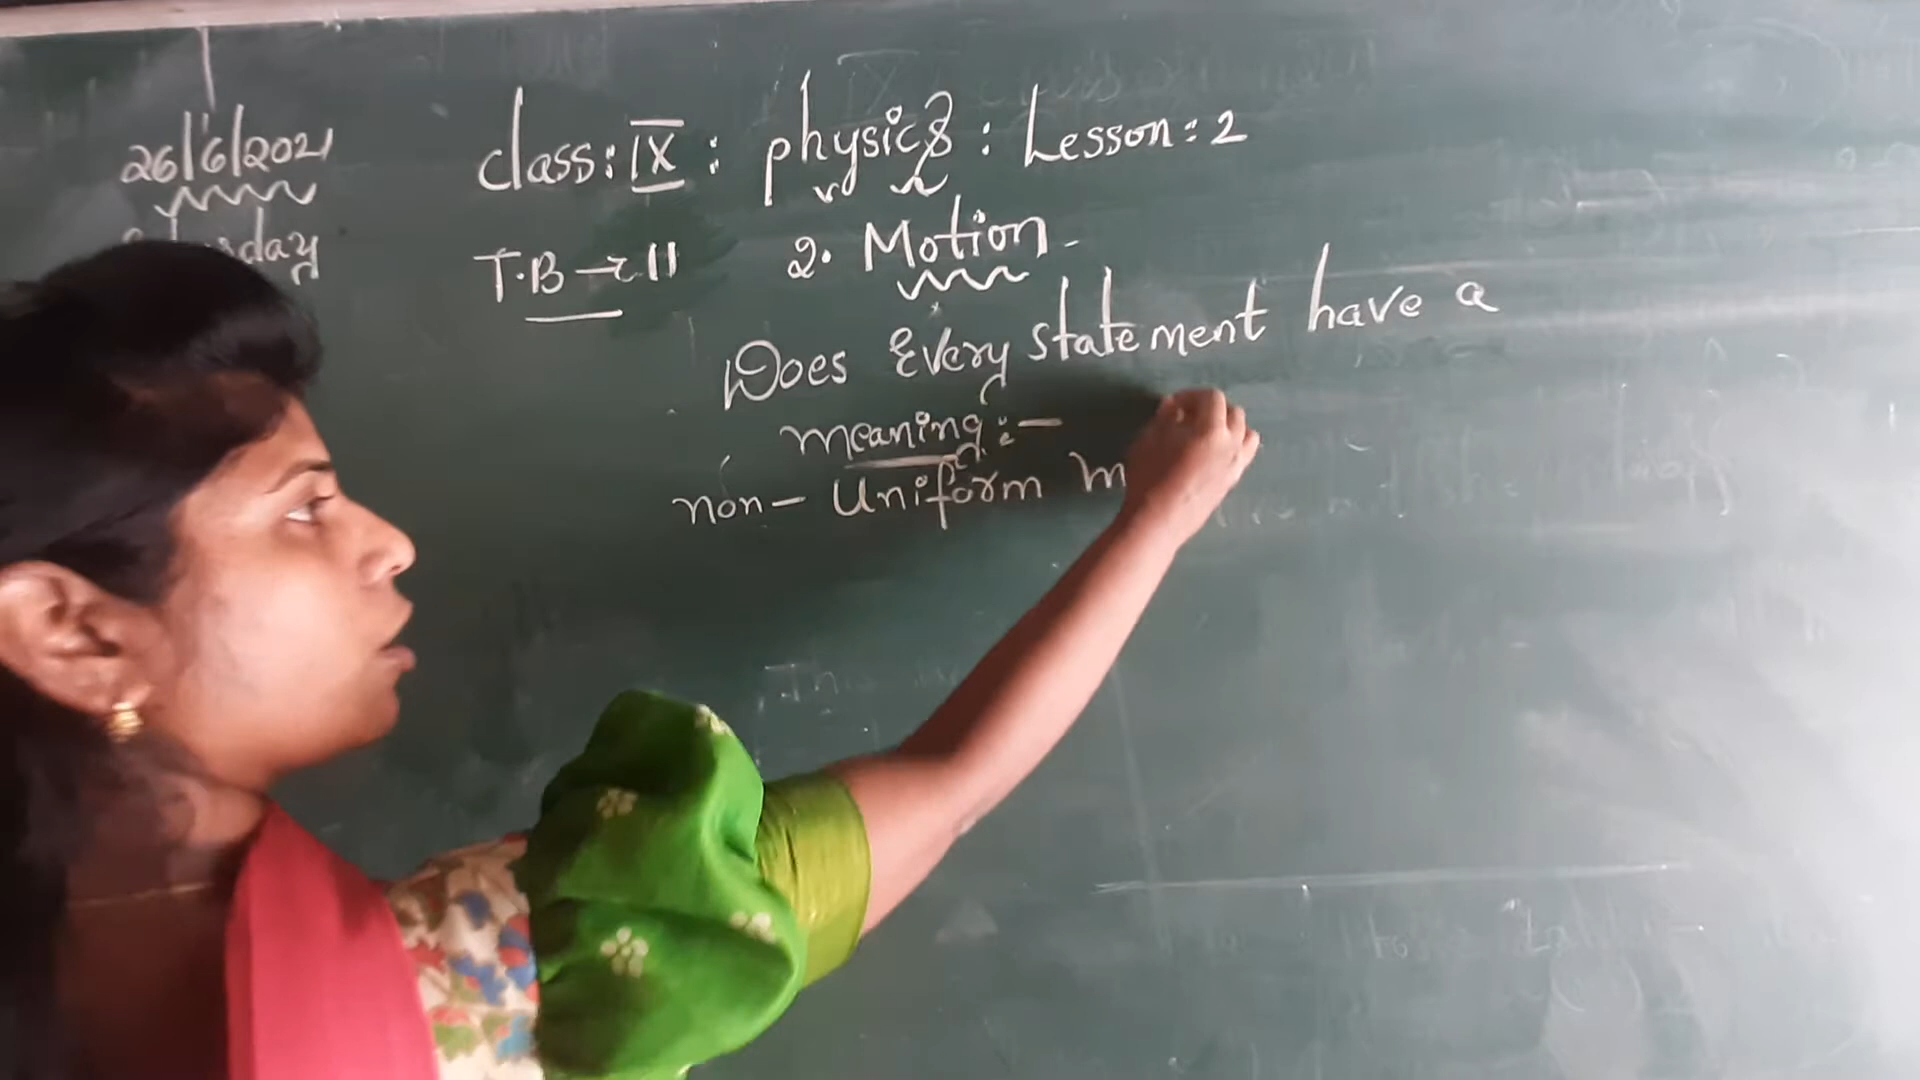 26/6/2021
class: IX : physics : Lesson: 2
T.B → 11
2. Motion
Does Every statement have a
meaning :-
non- Uniform m